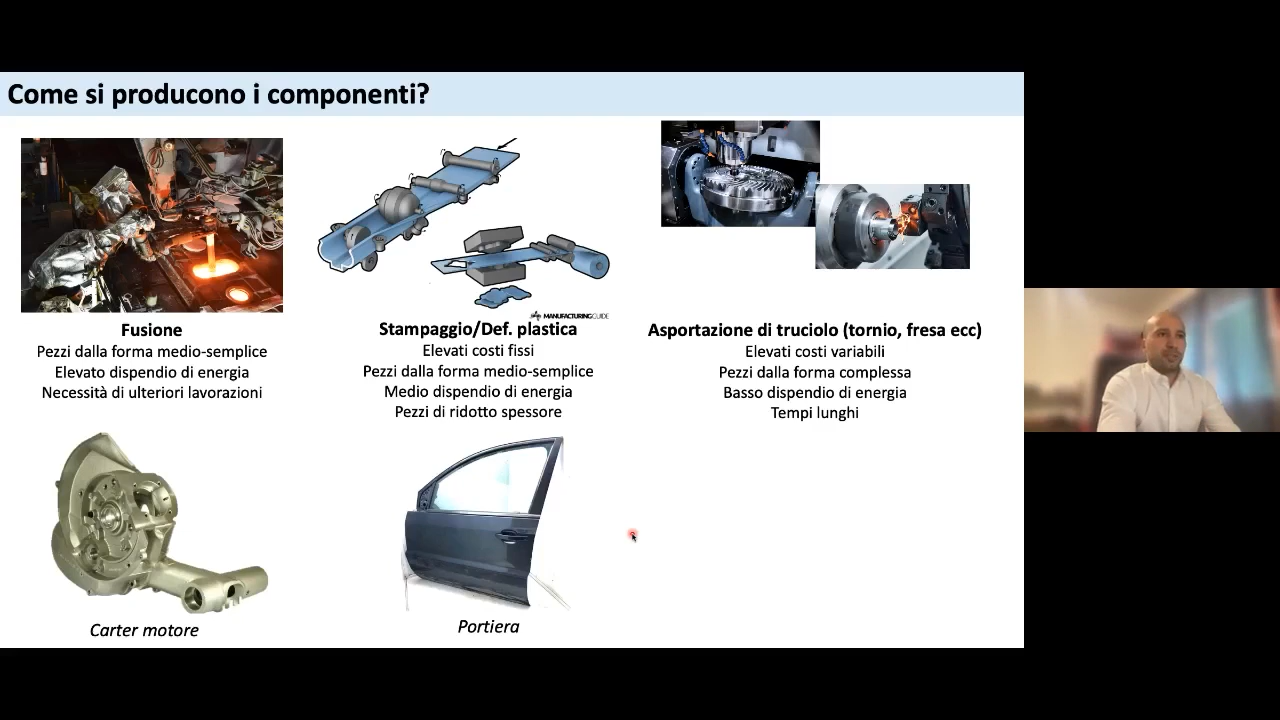 Come si producono i componenti?
MANUFACTURINGGUIDE
Fusione
Pezzi dalla forma medio-semplice
Elevato dispendio di energia
Necessità di ulteriori lavorazioni
Stampaggio/Def. plastica
Elevati costi fissi
Pezzi dalla forma medio-semplice
Medio dispendio di energia
Pezzi di ridotto spessore
Asportazione di truciolo (tornio, fresa ecc)
Elevati costi variabili
Pezzi dalla forma complessa
Basso dispendio di energia
Tempi lunghi
Carter motore
Portiera